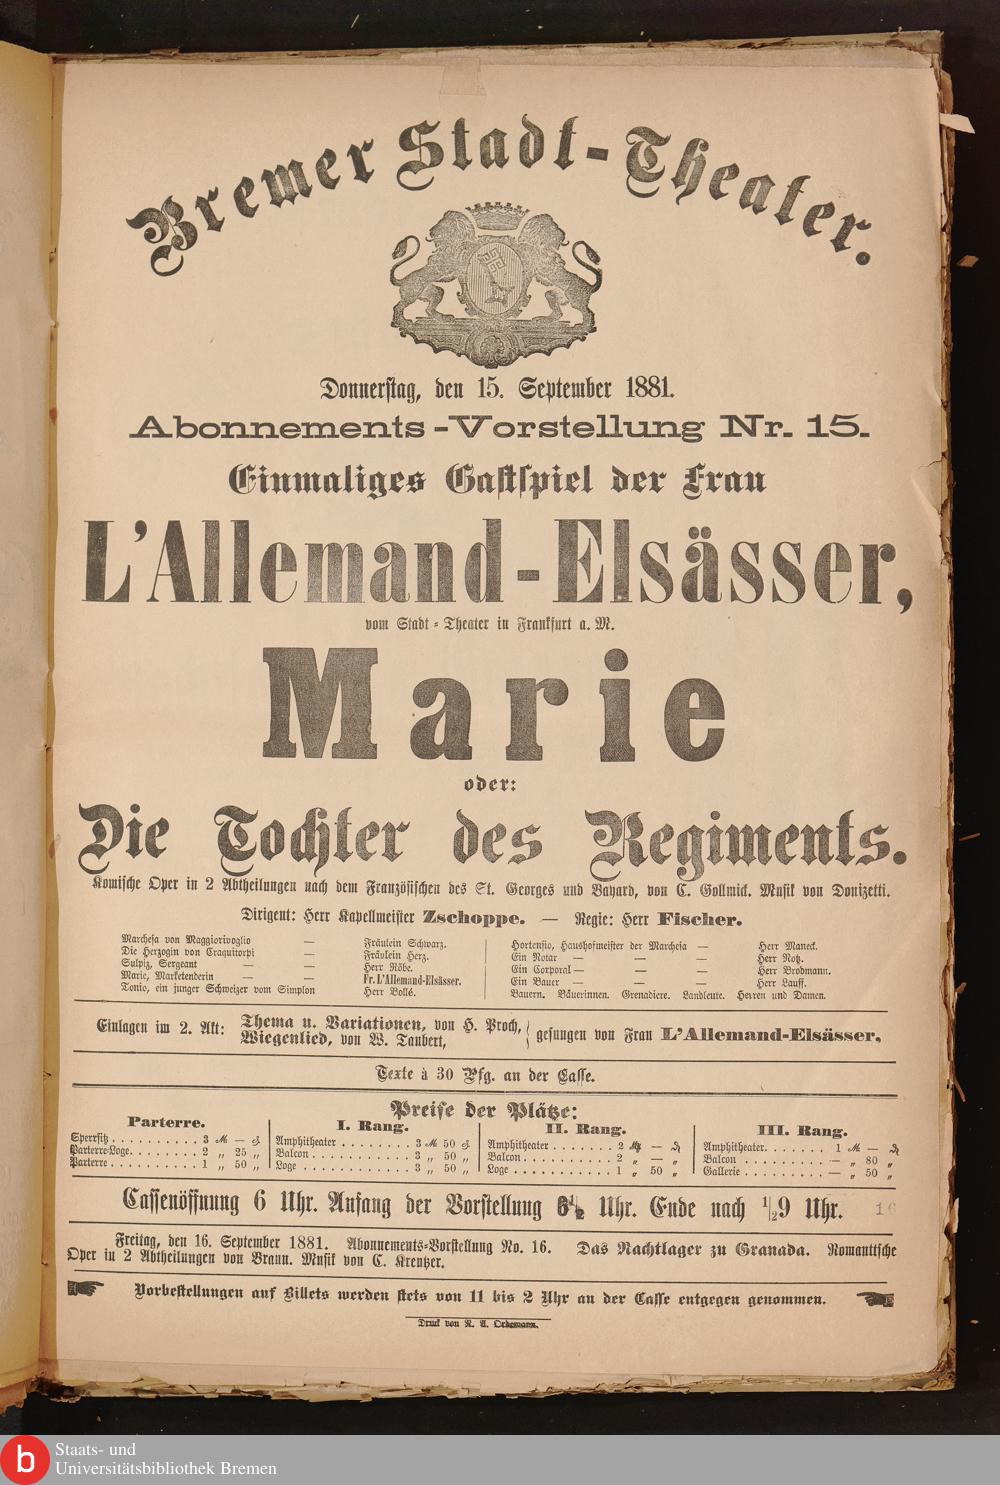 Bremer Stadt-Theater.
Donnerstag, den 15. September 1881.
Abonnements-Vorstellung Nr. 15.
Einmaliges Gastspiel der Frau
L'Allemand-Elsässer,
vom Stadt-Theater in Frankfurt a. M.
Marie
oder:
Die Tochter des Regiments.
Komische Oper in 2 Abtheilungen nach dem Französischen des St. Georges und Bayard, von C. Gollmick. Musik von Donizetti.
Dirigent: Herr Kapellmeister Zschoppe. — Regie: Herr Fischer.
Marchesa von Maggiorivoglio — Fräulein Schwarz.
Die Herzogin von Craquitorpi — Fräulein Herz.
Sulpiz, Sergeant — — Herr Röbe.
Marie, Marketenderin — — Fr. L'Allemand-Elsässer.
Tonio, ein junger Schweizer vom Simplon Herr Bollé.
Hortensio, Haushofmeister der Marchesa — Herr Maneck.
Ein Notar — — — Herr Notz.
Ein Corporal — — — Herr Brodmann.
Ein Bauer — — — Herr Lauff.
Bauern. Bäuerinnen. Grenadiere. Landleute. Herren und Damen.
Einlagen im 2. Akt: Thema u. Variationen, von H. Proch,
Wiegenlied, von W. Taubert,
gesungen von Frau L'Allemand-Elsässer.
Texte à 30 Pfg. an der Casse.
Preise der Plätze:
Parterre.
Sperrsitz . . . . . . . . . . 3 M — ₰
Parterre-Loge . . . . . . . . 2 „ 25 „
Parterre . . . . . . . . . . 1 „ 50 „
I. Rang.
Amphitheater . . . . . . . . 3 M 50 ₰
Balcon . . . . . . . . . . . 3 „ 50 „
Loge . . . . . . . . . . . . 3 „ 50 „
II. Rang.
Amphitheater . . . . . . . 2 M — ₰
Balcon . . . . . . . . . . . 2 „ — „
Loge . . . . . . . . . . . . 1 „ 50 „
III. Rang.
Amphitheater . . . . . . . 1 M — ₰
Balcon . . . . . . . . . . — „ 80 „
Gallerie . . . . . . . . . — „ 50 „
Cassenöffnung 6 Uhr. Anfang der Vorstellung 6½ Uhr. Ende nach ½9 Uhr.
Freitag, den 16. September 1881. Abonnements-Vorstellung No. 16. Das Nachtlager zu Granada. Romantische
Oper in 2 Abtheilungen von Braun. Musik von C. Kreutzer.
Vorbestellungen auf Billets werden stets von 11 bis 2 Uhr an der Casse entgegen genommen.
Druck von N. A. Ordemann.
b
Staats- und
Universitätsbibliothek Bremen